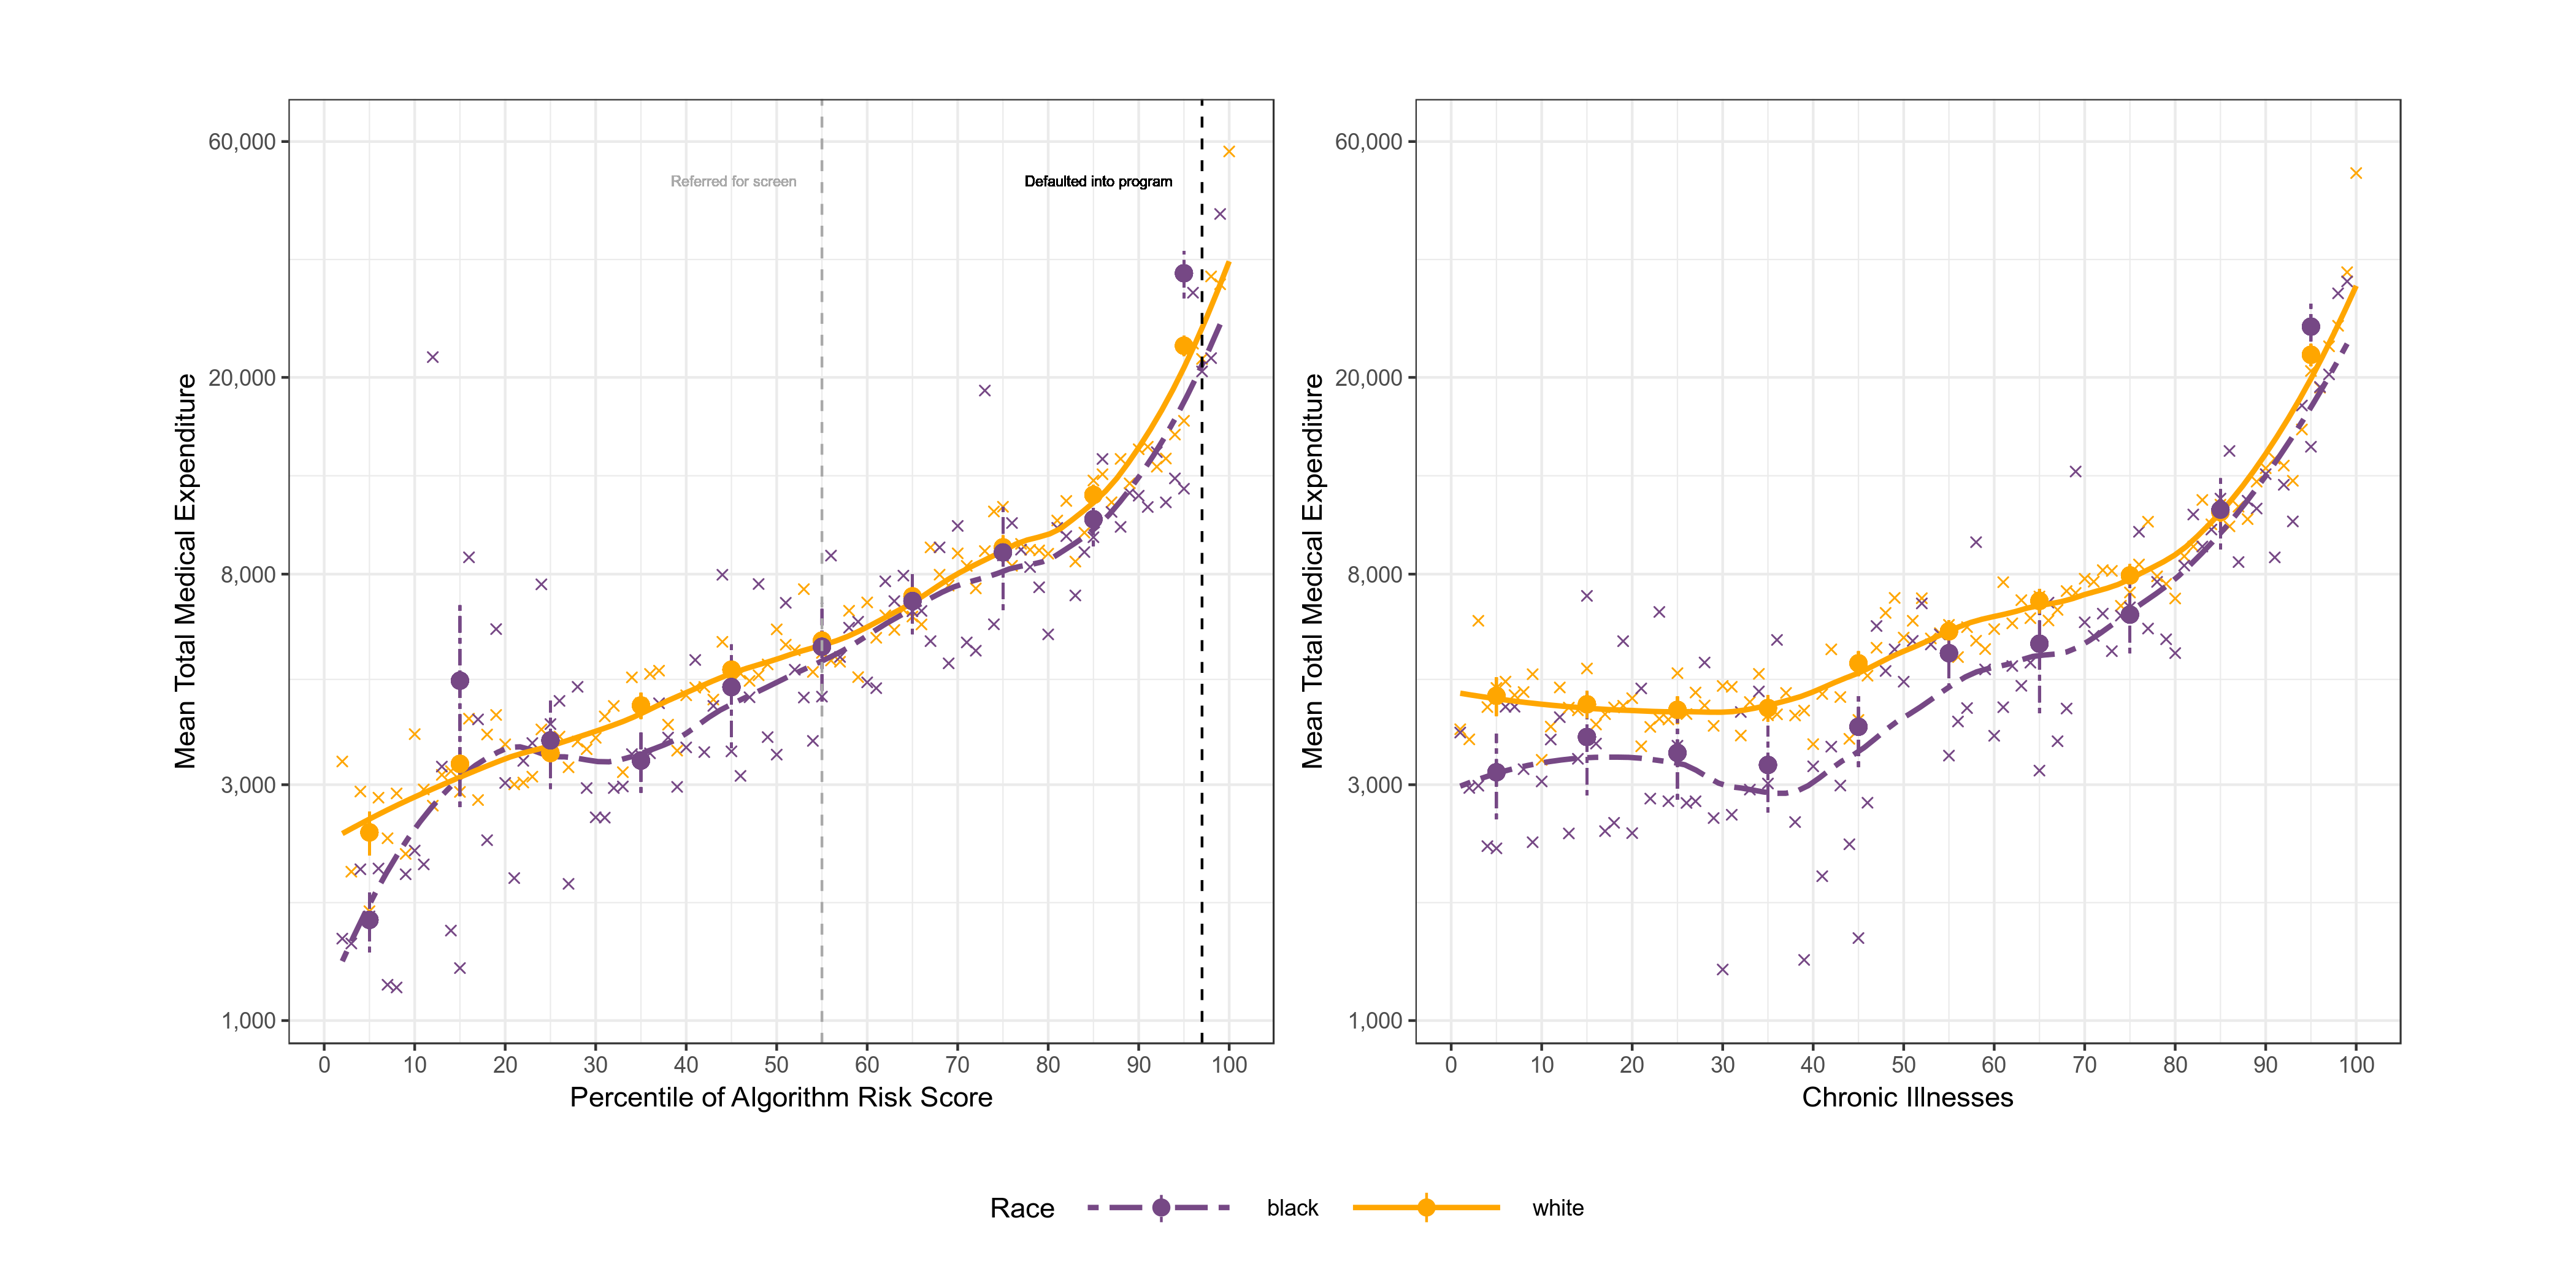 60,000
20,000
8,000
3,000
1,000
Mean Total Medical Expenditure
Referred for screen
Defaulted into program
0 10 20 30 40 50 60 70 80 90 100
Percentile of Algorithm Risk Score
60,000
20,000
8,000
3,000
1,000
Mean Total Medical Expenditure
0 10 20 30 40 50 60 70 80 90 100
Chronic Illnesses
Race black white